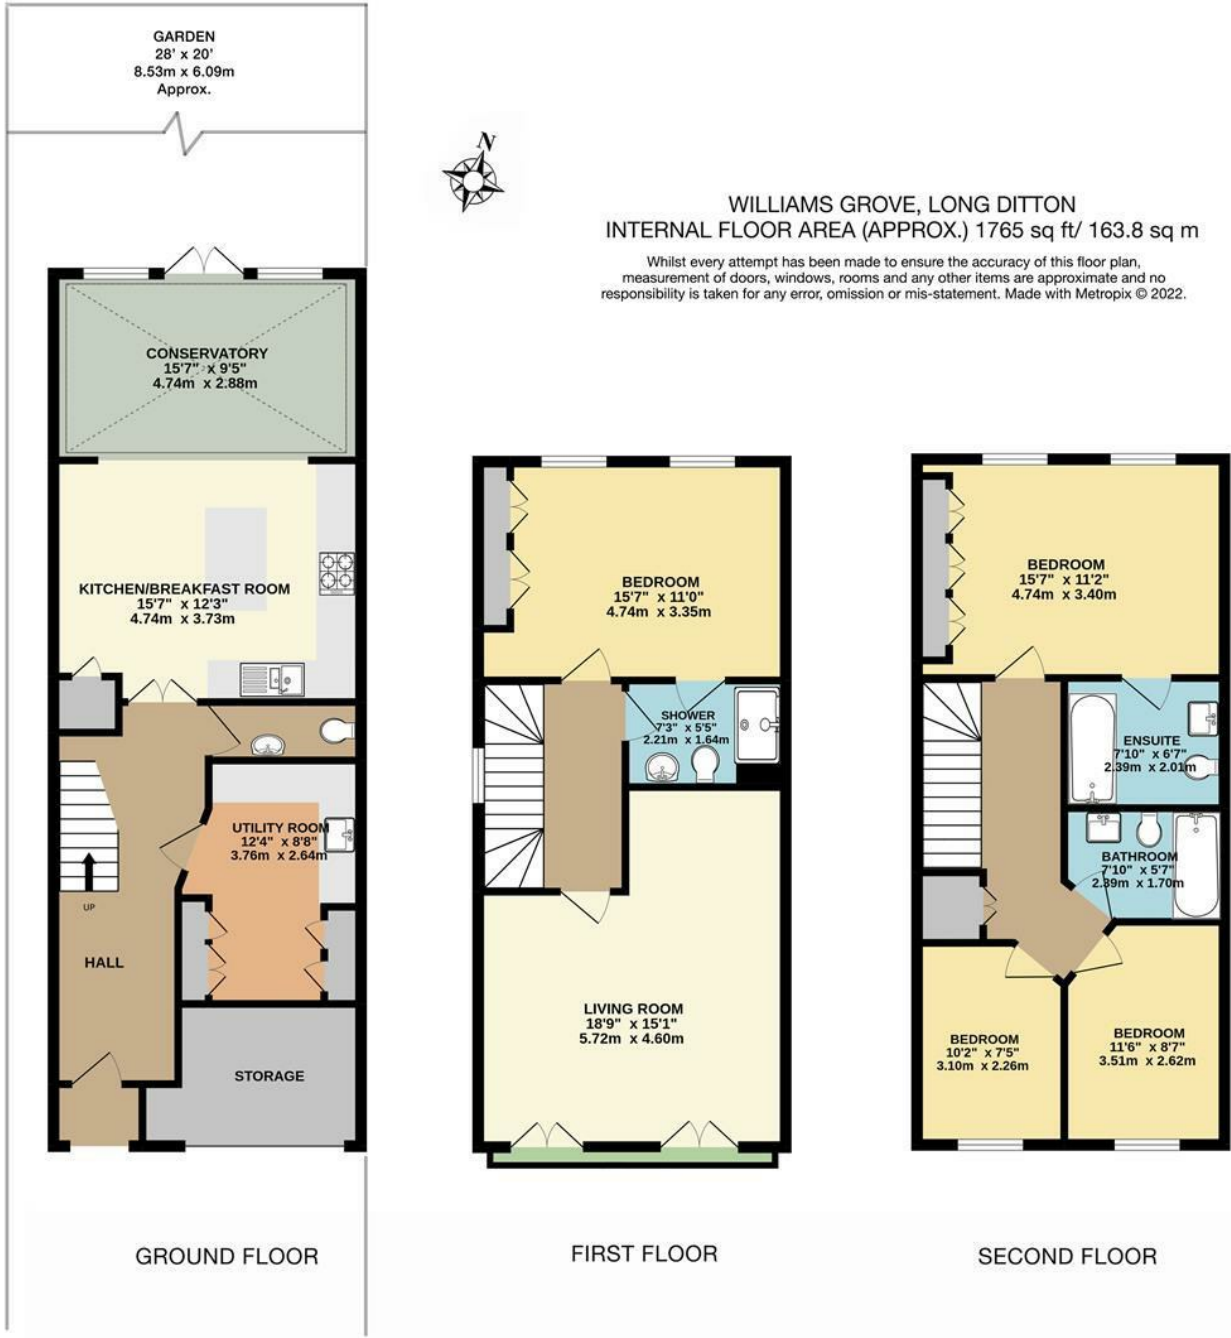 GARDEN
28' x 20'
8.53m x 6.09m
Approx.
N
WILLIAMS GROVE, LONG DITTON
INTERNAL FLOOR AREA (APPROX.) 1765 sq ft/ 163.8 sq m
Whilst every attempt has been made to ensure the accuracy of this floor plan,
measurement of doors, windows, rooms and any other items are approximate and no
responsibility is taken for any error, omission or mis-statement. Made with Metropix © 2022.
CONSERVATORY
15'7" x 9'5"
4.74m x 2.88m
KITCHEN/BREAKFAST ROOM
15'7" x 12'3"
4.74m x 3.73m
UTILITY ROOM
12'4" x 8'8"
3.76m x 2.64m
UP
HALL
STORAGE
GROUND FLOOR
BEDROOM
15'7" x 11'0"
4.74m x 3.35m
SHOWER
7'3" x 5'5"
2.21m x 1.64m
LIVING ROOM
18'9" x 15'1"
5.72m x 4.60m
FIRST FLOOR
BEDROOM
15'7" x 11'2"
4.74m x 3.40m
ENSUITE
7'10" x 6'7"
2.39m x 2.01m
BATHROOM
7'10" x 5'7"
2.39m x 1.70m
BEDROOM
10'2" x 7'5"
3.10m x 2.26m
BEDROOM
11'6" x 8'7"
3.51m x 2.62m
SECOND FLOOR